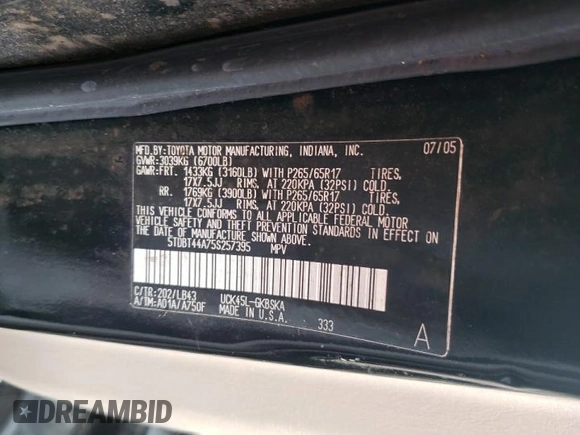 MFD.BY:TOYOTA MOTOR MANUFACTURING, INDIANA, INC. 07/05
GVWR:3039KG (6700LB)
GAWR:FRT. 1433KG (3160LB) WITH P265/65R17 TIRES,
17X7.5JJ RIMS, AT 220KPA (32PSI) COLD.
RR. 1769KG (3900LB) WITH P265/65R17 TIRES,
17X7.5JJ RIMS, AT 220KPA (32PSI) COLD.
THIS VEHICLE CONFORMS TO ALL APPLICABLE FEDERAL MOTOR
VEHICLE SAFETY AND THEFT PREVENTION STANDARDS IN EFFECT
ON THE DATE OF MANUFACTURE SHOWN ABOVE.
5TDBT44A75S257395 MPV
C/TR:202/LB43 UCK45L-GKBSKA
A/TM:A01A/A750F MADE IN U.S.A. 333 A
DREAMBID